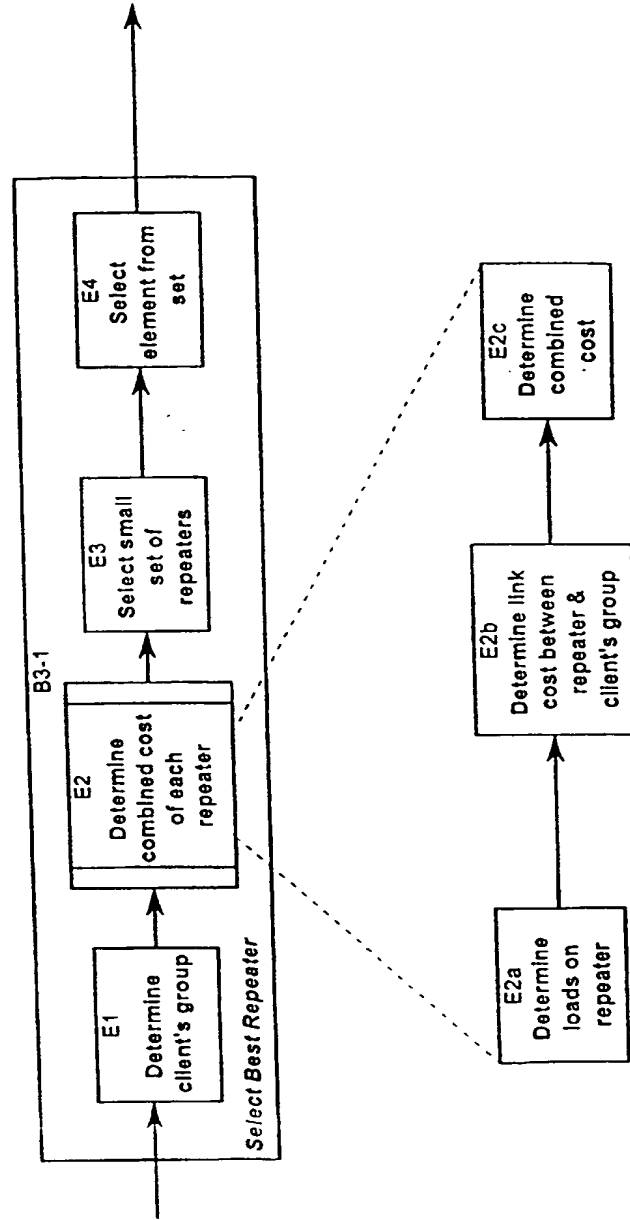 B3-1
E1
Determine
client's group
E2
Determine
combined cost
of each
repeater
E3
Select small
set of
repeaters
E4
Select
element from
set
Select Best Repeater
E2a
Determine
loads on
repeater
E2b
Determine link
cost between
repeater &
client's group
E2c
Determine
combined
cost